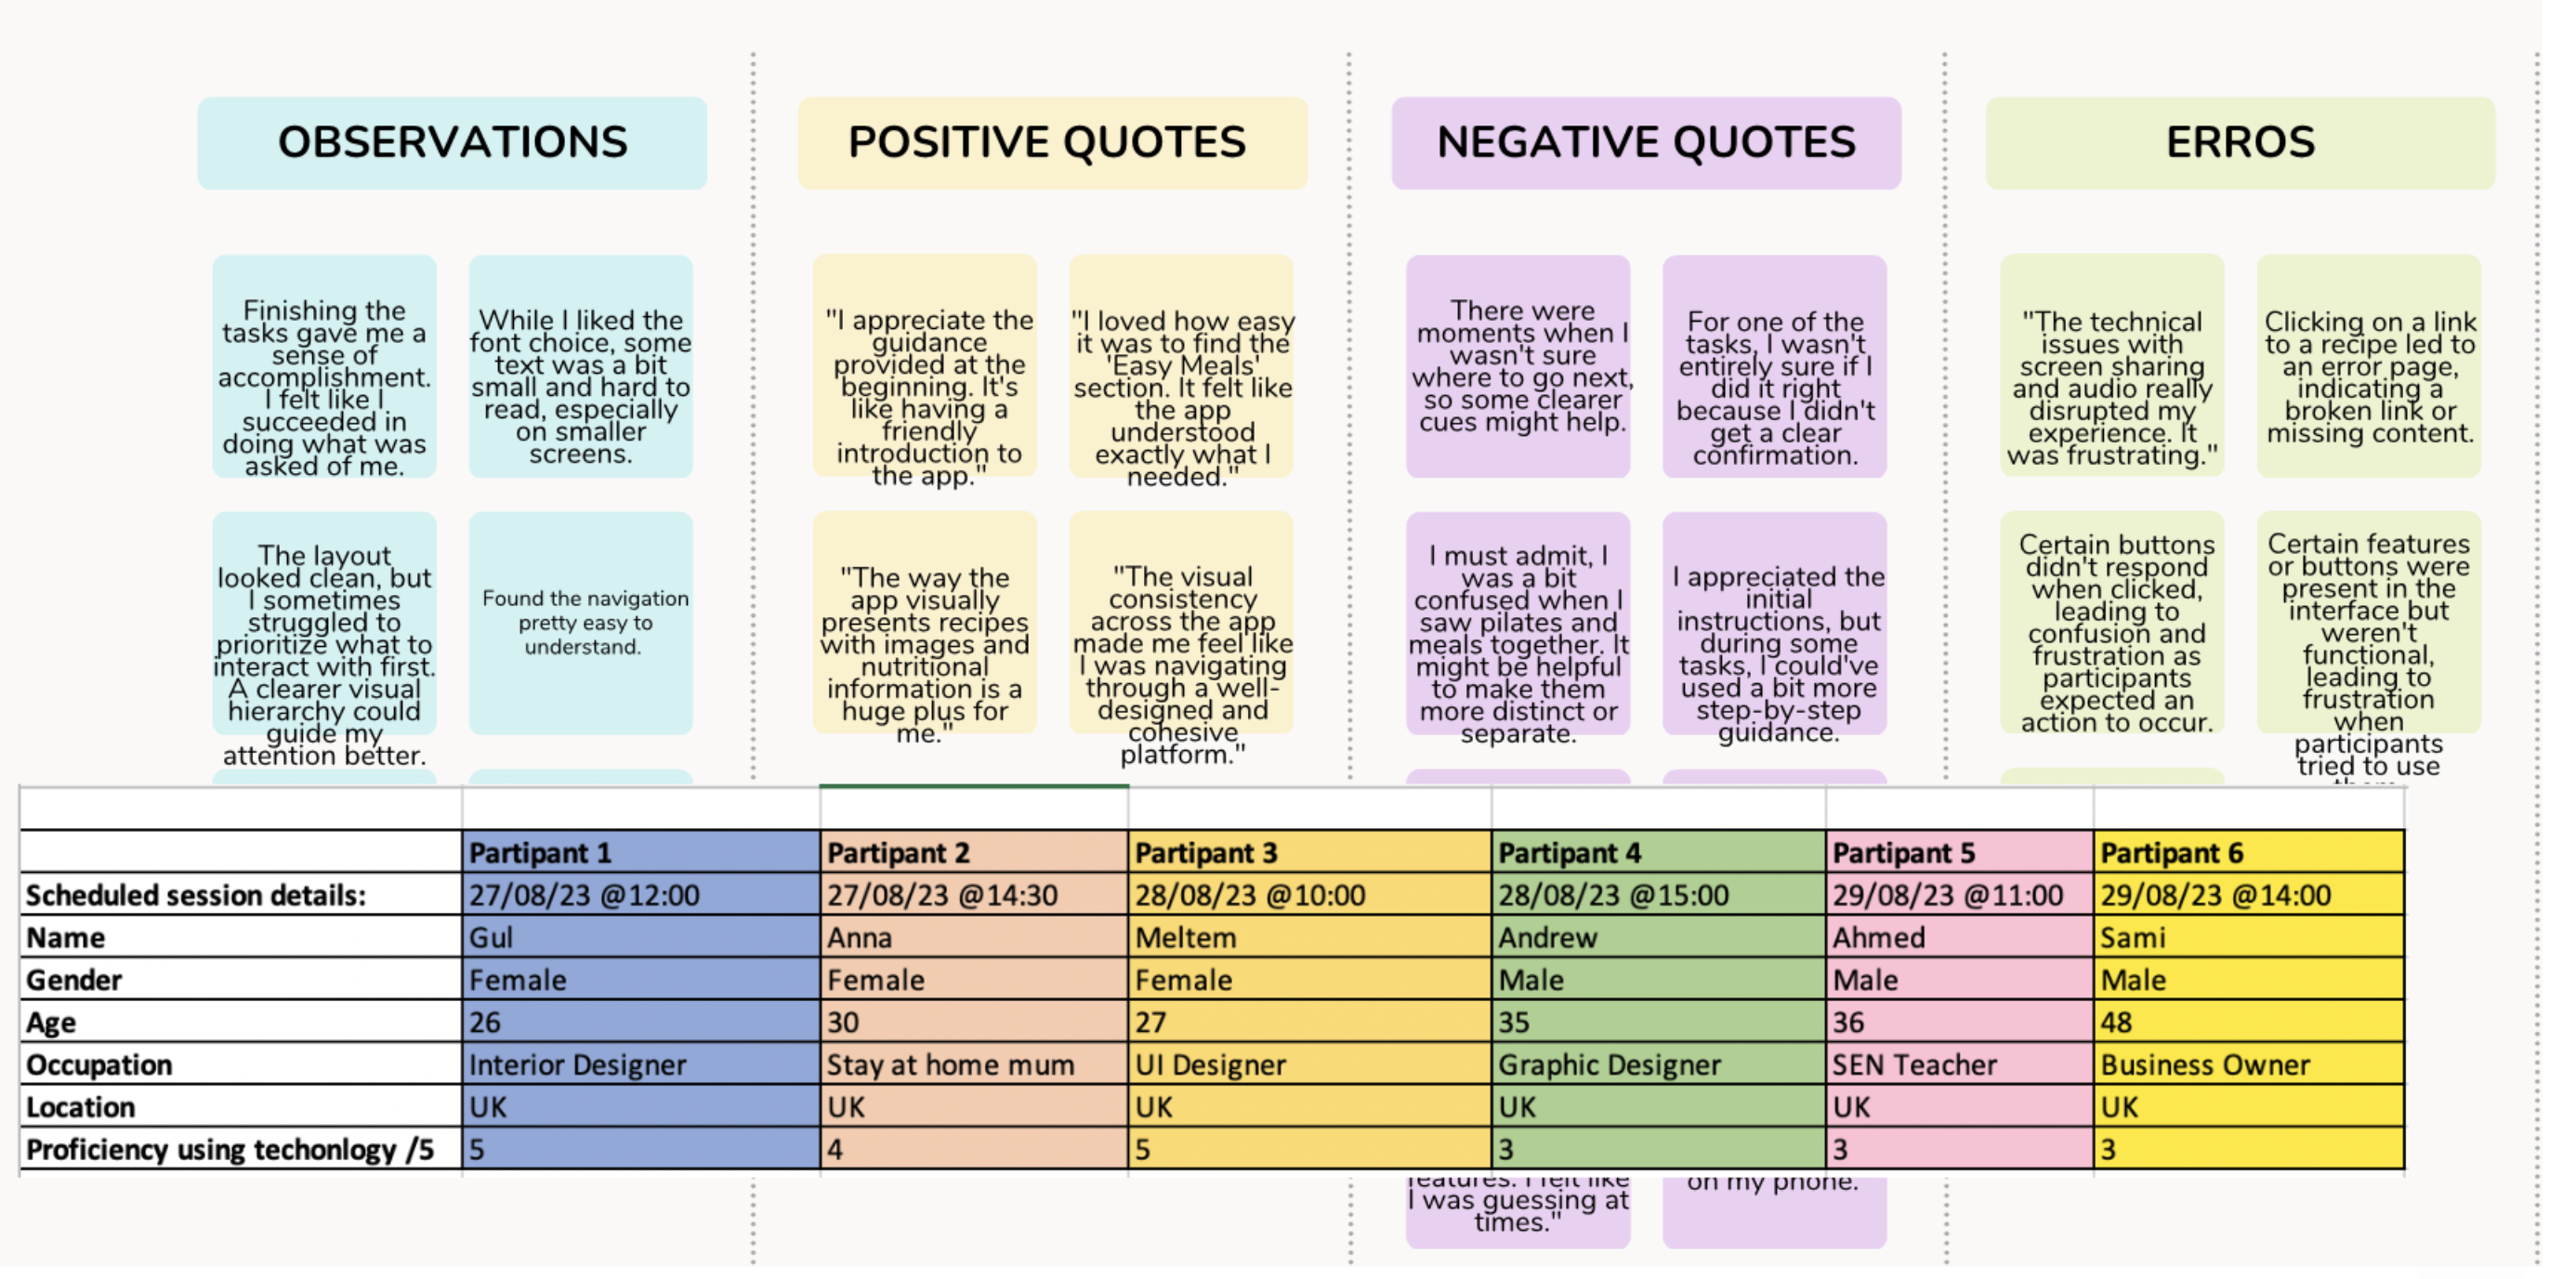 OBSERVATIONS
Finishing the
tasks gave me a
sense of
accomplishment.
I felt like I
succeeded in
doing what was
asked of me.
While I liked the
font choice, some
text was a bit
small and hard to
read, especially
on smaller
screens.
The layout
looked clean, but
I sometimes
struggled to
prioritize what to
interact with first.
A clearer visual
hierarchy could
guide my
attention better.
Found the navigation
pretty easy to
understand.
POSITIVE QUOTES
"I appreciate the
guidance
provided at the
beginning. It's
like having a
friendly
introduction to
the app."
"I loved how easy
it was to find the
'Easy Meals'
section. It felt like
the app
understood
exactly what I
needed."
"The way the
app visually
presents recipes
with images and
nutritional
information is a
huge plus for
me."
"The visual
consistency
across the app
made me feel like
I was navigating
through a well-
designed and
cohesive
platform."
NEGATIVE QUOTES
There were
moments when I
wasn't sure
where to go next,
so some clearer
cues might help.
For one of the
tasks, I wasn't
entirely sure if I
did it right
because I didn't
get a clear
confirmation.
I must admit, I
was a bit
confused when I
saw pilates and
meals together. It
might be helpful
to make them
more distinct or
separate.
I appreciated the
initial
instructions, but
during some
tasks, I could've
used a bit more
step-by-step
guidance.
ERROS
"The technical
issues with
screen sharing
and audio really
disrupted my
experience. It
was frustrating."
Clicking on a link
to a recipe led to
an error page,
indicating a
broken link or
missing content.
Certain buttons
didn't respond
when clicked,
leading to
confusion and
frustration as
participants
expected an
action to occur.
Certain features
or buttons were
present in the
interface but
weren't
functional,
leading to
frustration
when
participants
tried to use
Partipant 1 Partipant 2 Partipant 3 Partipant 4 Partipant 5 Partipant 6
Scheduled session details: 27/08/23 @12:00 27/08/23 @14:30 28/08/23 @10:00 28/08/23 @15:00 29/08/23 @11:00 29/08/23 @14:00
Name Gul Anna Meltem Andrew Ahmed Sami
Gender Female Female Female Male Male Male
Age 26 30 27 35 36 48
Occupation Interior Designer Stay at home mum UI Designer Graphic Designer SEN Teacher Business Owner
Location UK UK UK UK UK UK
Proficiency using techonlogy /5 5 4 5 3 3 3
features. I felt like
I was guessing at
times."
on my phone.